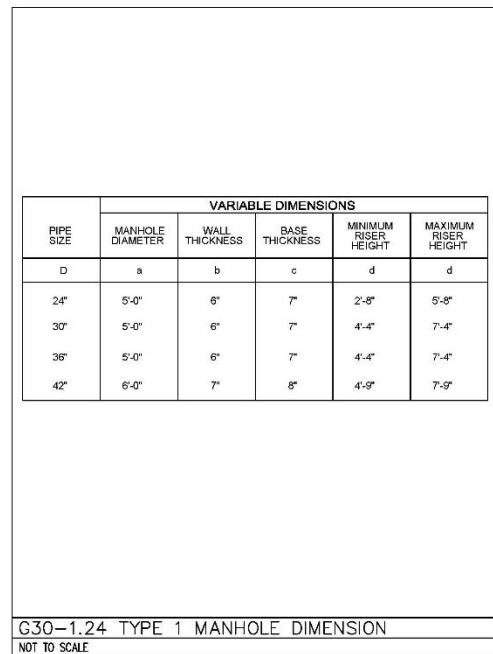 VARIABLE DIMENSIONS
PIPE SIZE MANHOLE DIAMETER WALL THICKNESS BASE THICKNESS MINIMUM RISER HEIGHT MAXIMUM RISER HEIGHT
D a b c d d
24" 5'-0" 6" 7" 2'-8" 5'-8"
30" 5'-0" 6" 7" 4'-4" 7'-4"
36" 5'-0" 6" 7" 4'-4" 7'-4"
42" 6'-0" 7" 8" 4'-9" 7'-9"
G30-1.24 TYPE 1 MANHOLE DIMENSION
NOT TO SCALE